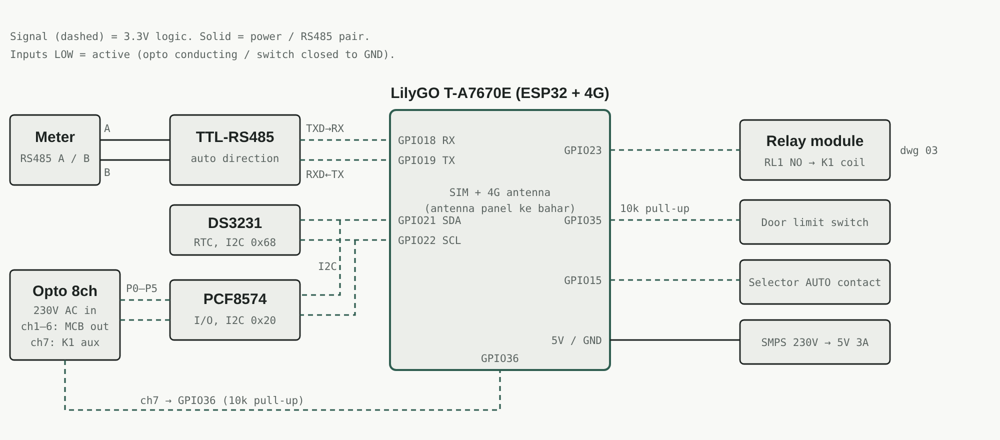 Signal (dashed) = 3.3V logic. Solid = power / RS485 pair.
Inputs LOW = active (opto conducting / switch closed to GND).
LilyGO T-A7670E (ESP32 + 4G)
Meter
RS485 A / B
A
B
TTL-RS485
auto direction
TXD→RX
RXD←TX
GPIO18 RX
GPIO19 TX
GPIO23
Relay module
RL1 NO → K1 coil
dwg 03
SIM + 4G antenna
(antenna panel ke bahar)
DS3231
RTC, I2C 0x68
GPIO21 SDA
GPIO22 SCL
GPIO35
10k pull-up
Door limit switch
I2C
Opto 8ch
230V AC in
ch1–6: MCB out
ch7: K1 aux
P0–P5
PCF8574
I/O, I2C 0x20
GPIO15
Selector AUTO contact
5V / GND
SMPS 230V → 5V 3A
GPIO36
ch7 → GPIO36 (10k pull-up)